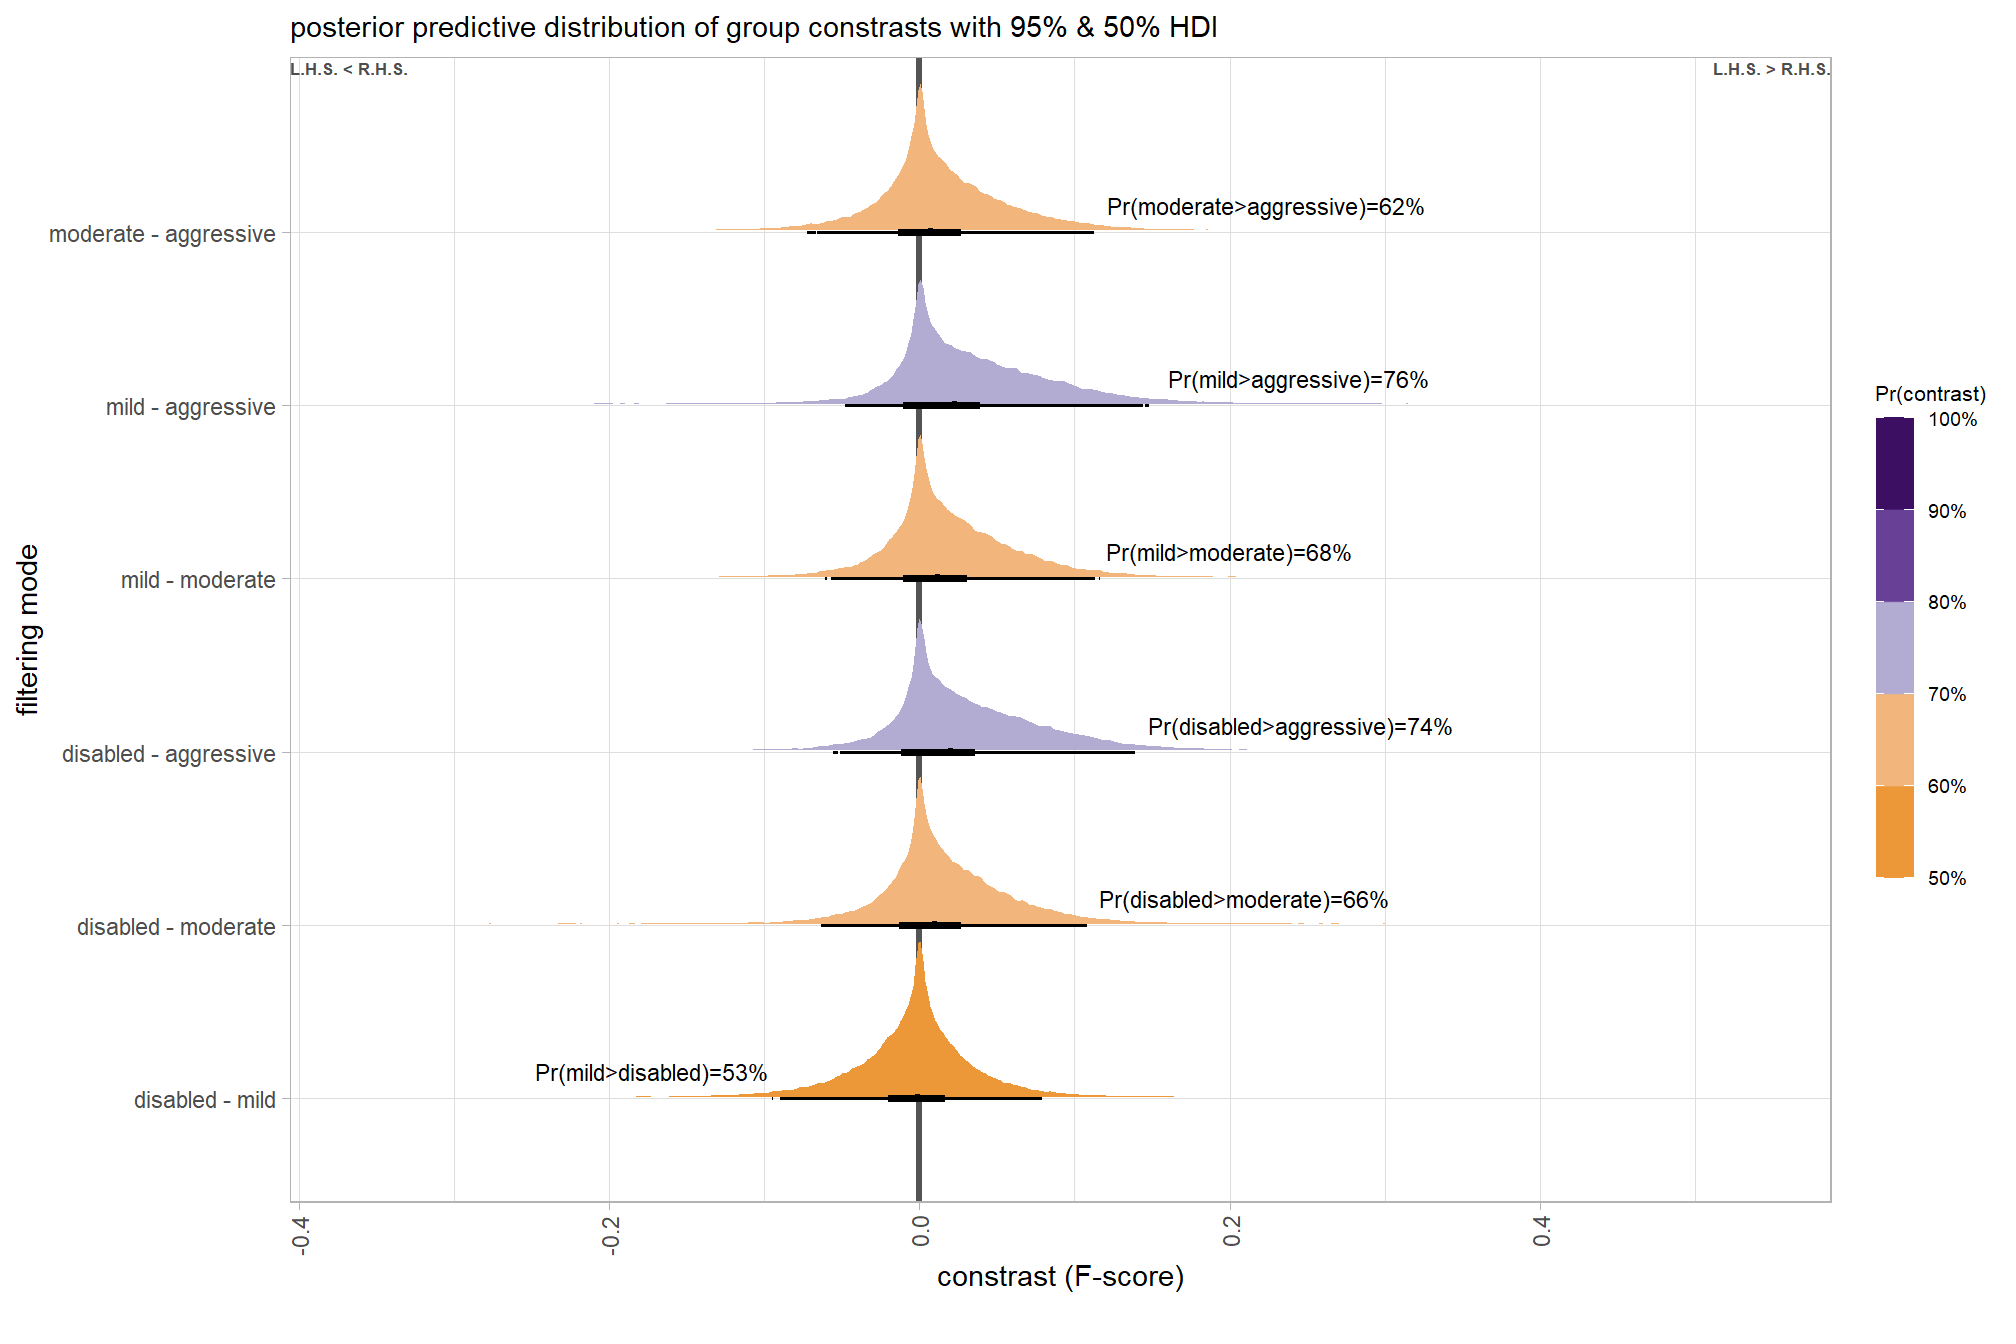 posterior predictive distribution of group constrasts with 95% & 50% HDI
L.H.S. < R.H.S.
L.H.S. > R.H.S.
Pr(moderate>aggressive)=62%
moderate - aggressive
Pr(mild>aggressive)=76%
mild - aggressive
Pr(mild>moderate)=68%
mild - moderate
Pr(disabled>aggressive)=74%
disabled - aggressive
Pr(disabled>moderate)=66%
disabled - moderate
Pr(mild>disabled)=53%
disabled - mild
filtering mode
-0.4
-0.2
0.0
0.2
0.4
constrast (F-score)
Pr(contrast)
100%
90%
80%
70%
60%
50%